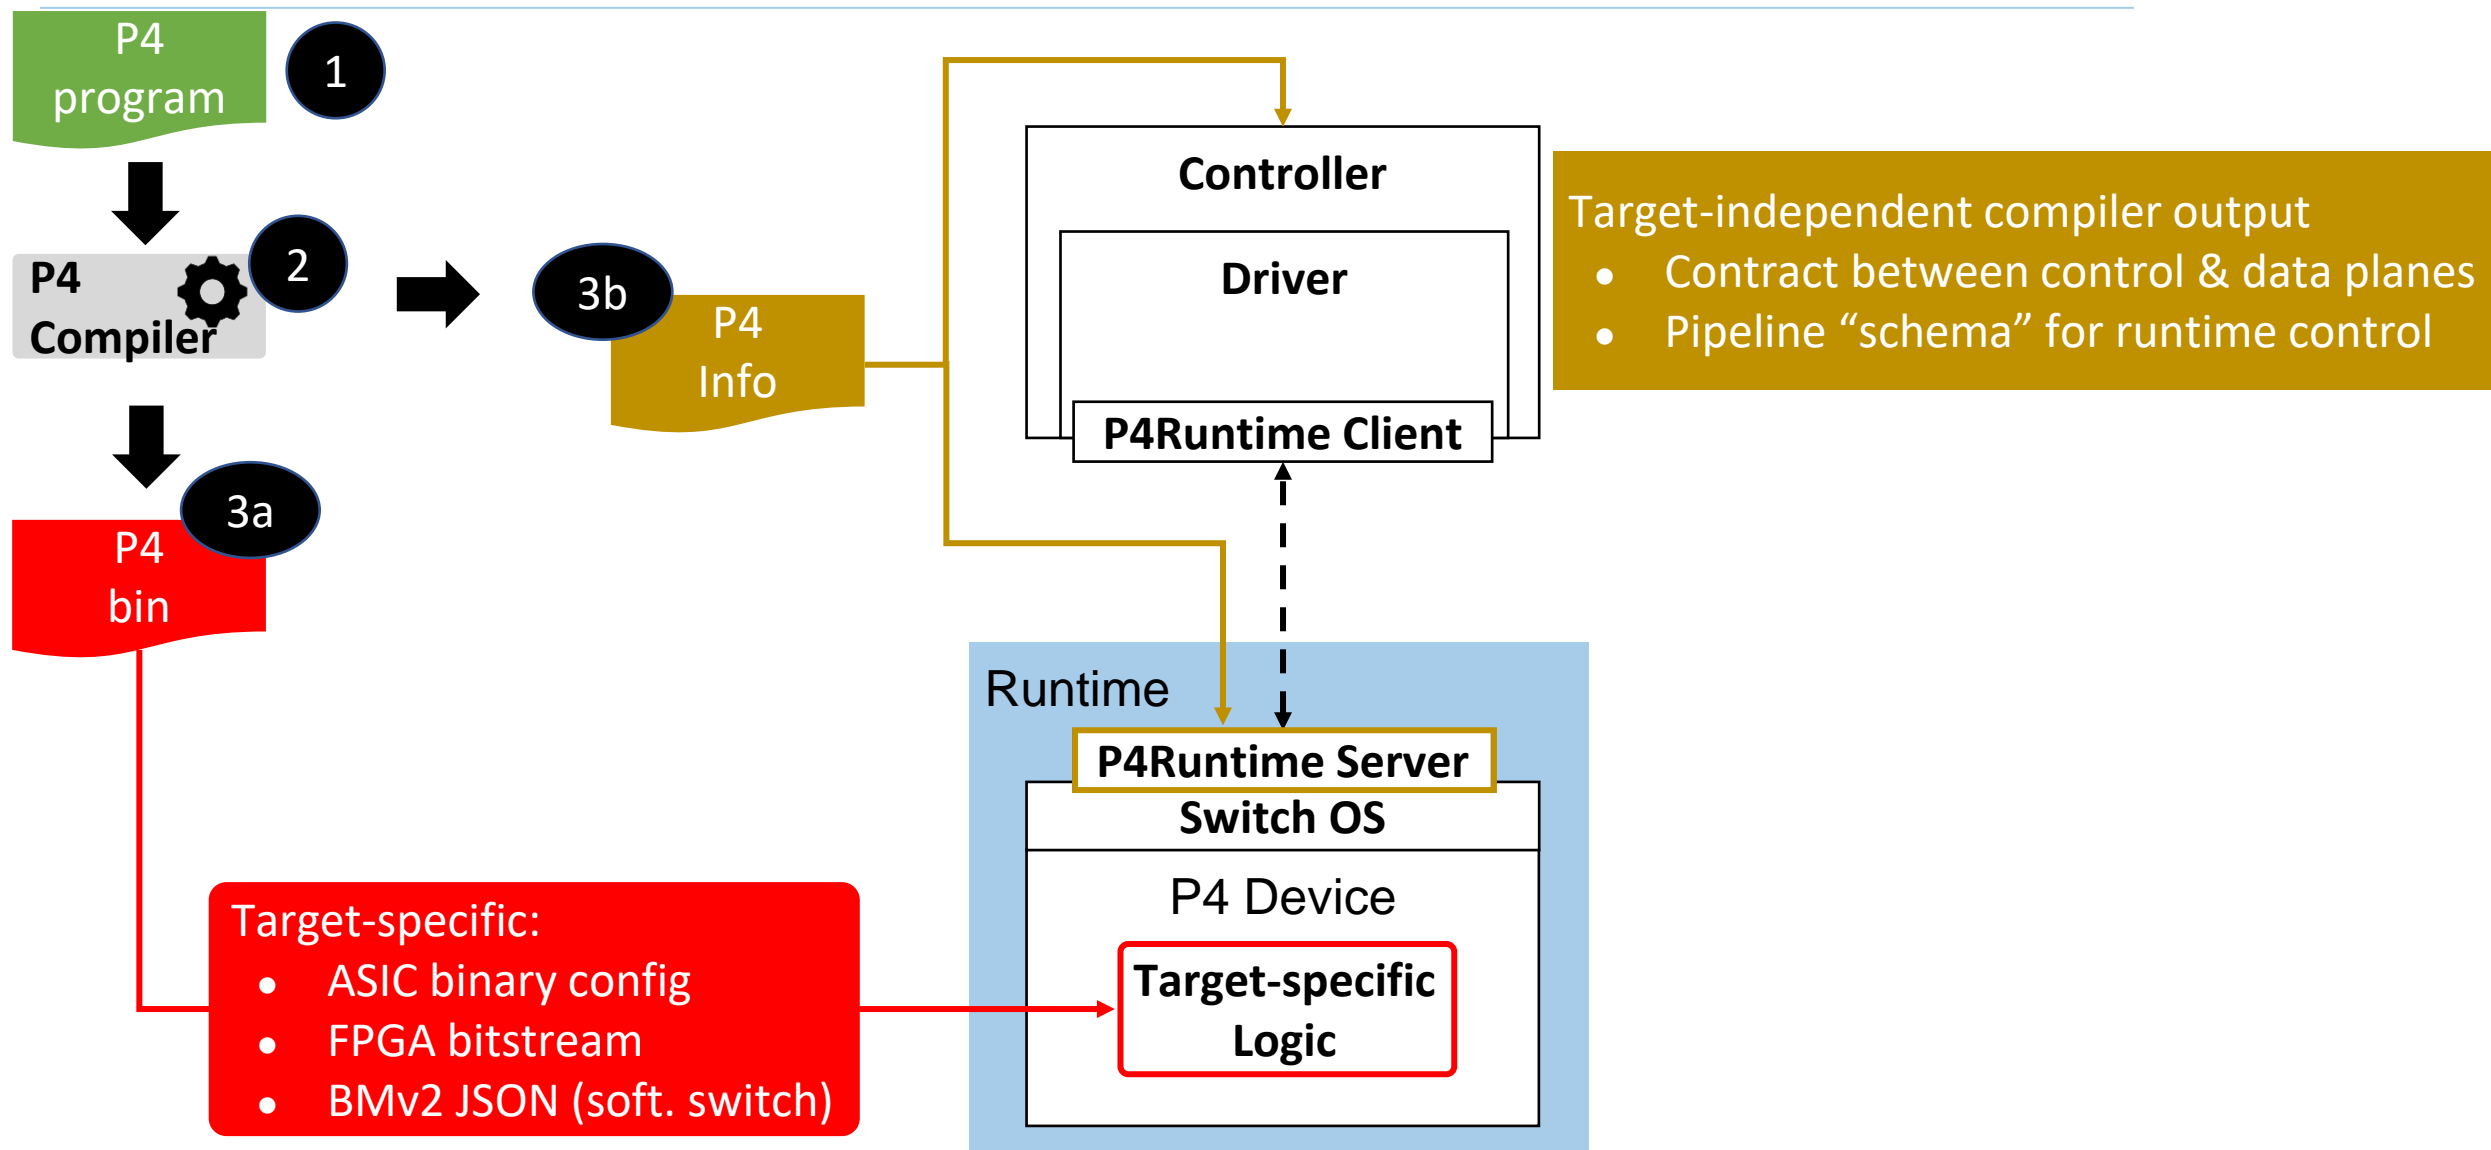 P4
program
1
P4
Compiler
2
3b
P4
Info
3a
P4
bin
Controller
Driver
P4Runtime Client
Target-independent compiler output
● Contract between control & data planes
● Pipeline “schema” for runtime control
Runtime
P4Runtime Server
Switch OS
P4 Device
Target-specific
Logic
Target-specific:
● ASIC binary config
● FPGA bitstream
● BMv2 JSON (soft. switch)